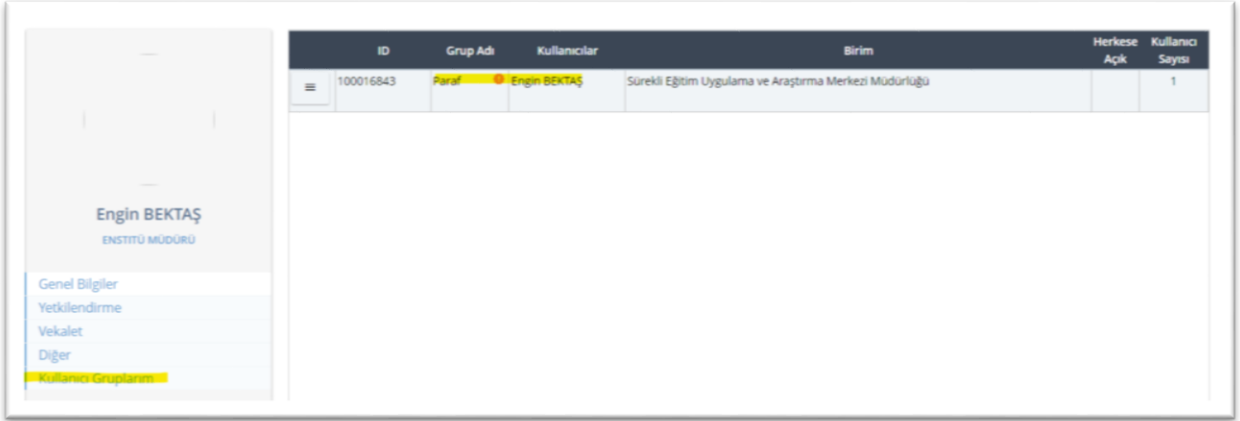 Engin BEKTAŞ
ENSTİTÜ MÜDÜRÜ
Genel Bilgiler
Yetkilendirme
Vekalet
Diğer
Kullanıcı Gruplarım
ID Grup Adı Kullanıcılar Birim Herkese Açık Kullanıcı Sayısı
100016843 Paraf Engin BEKTAŞ Sürekli Eğitim Uygulama ve Araştırma Merkezi Müdürlüğü 1